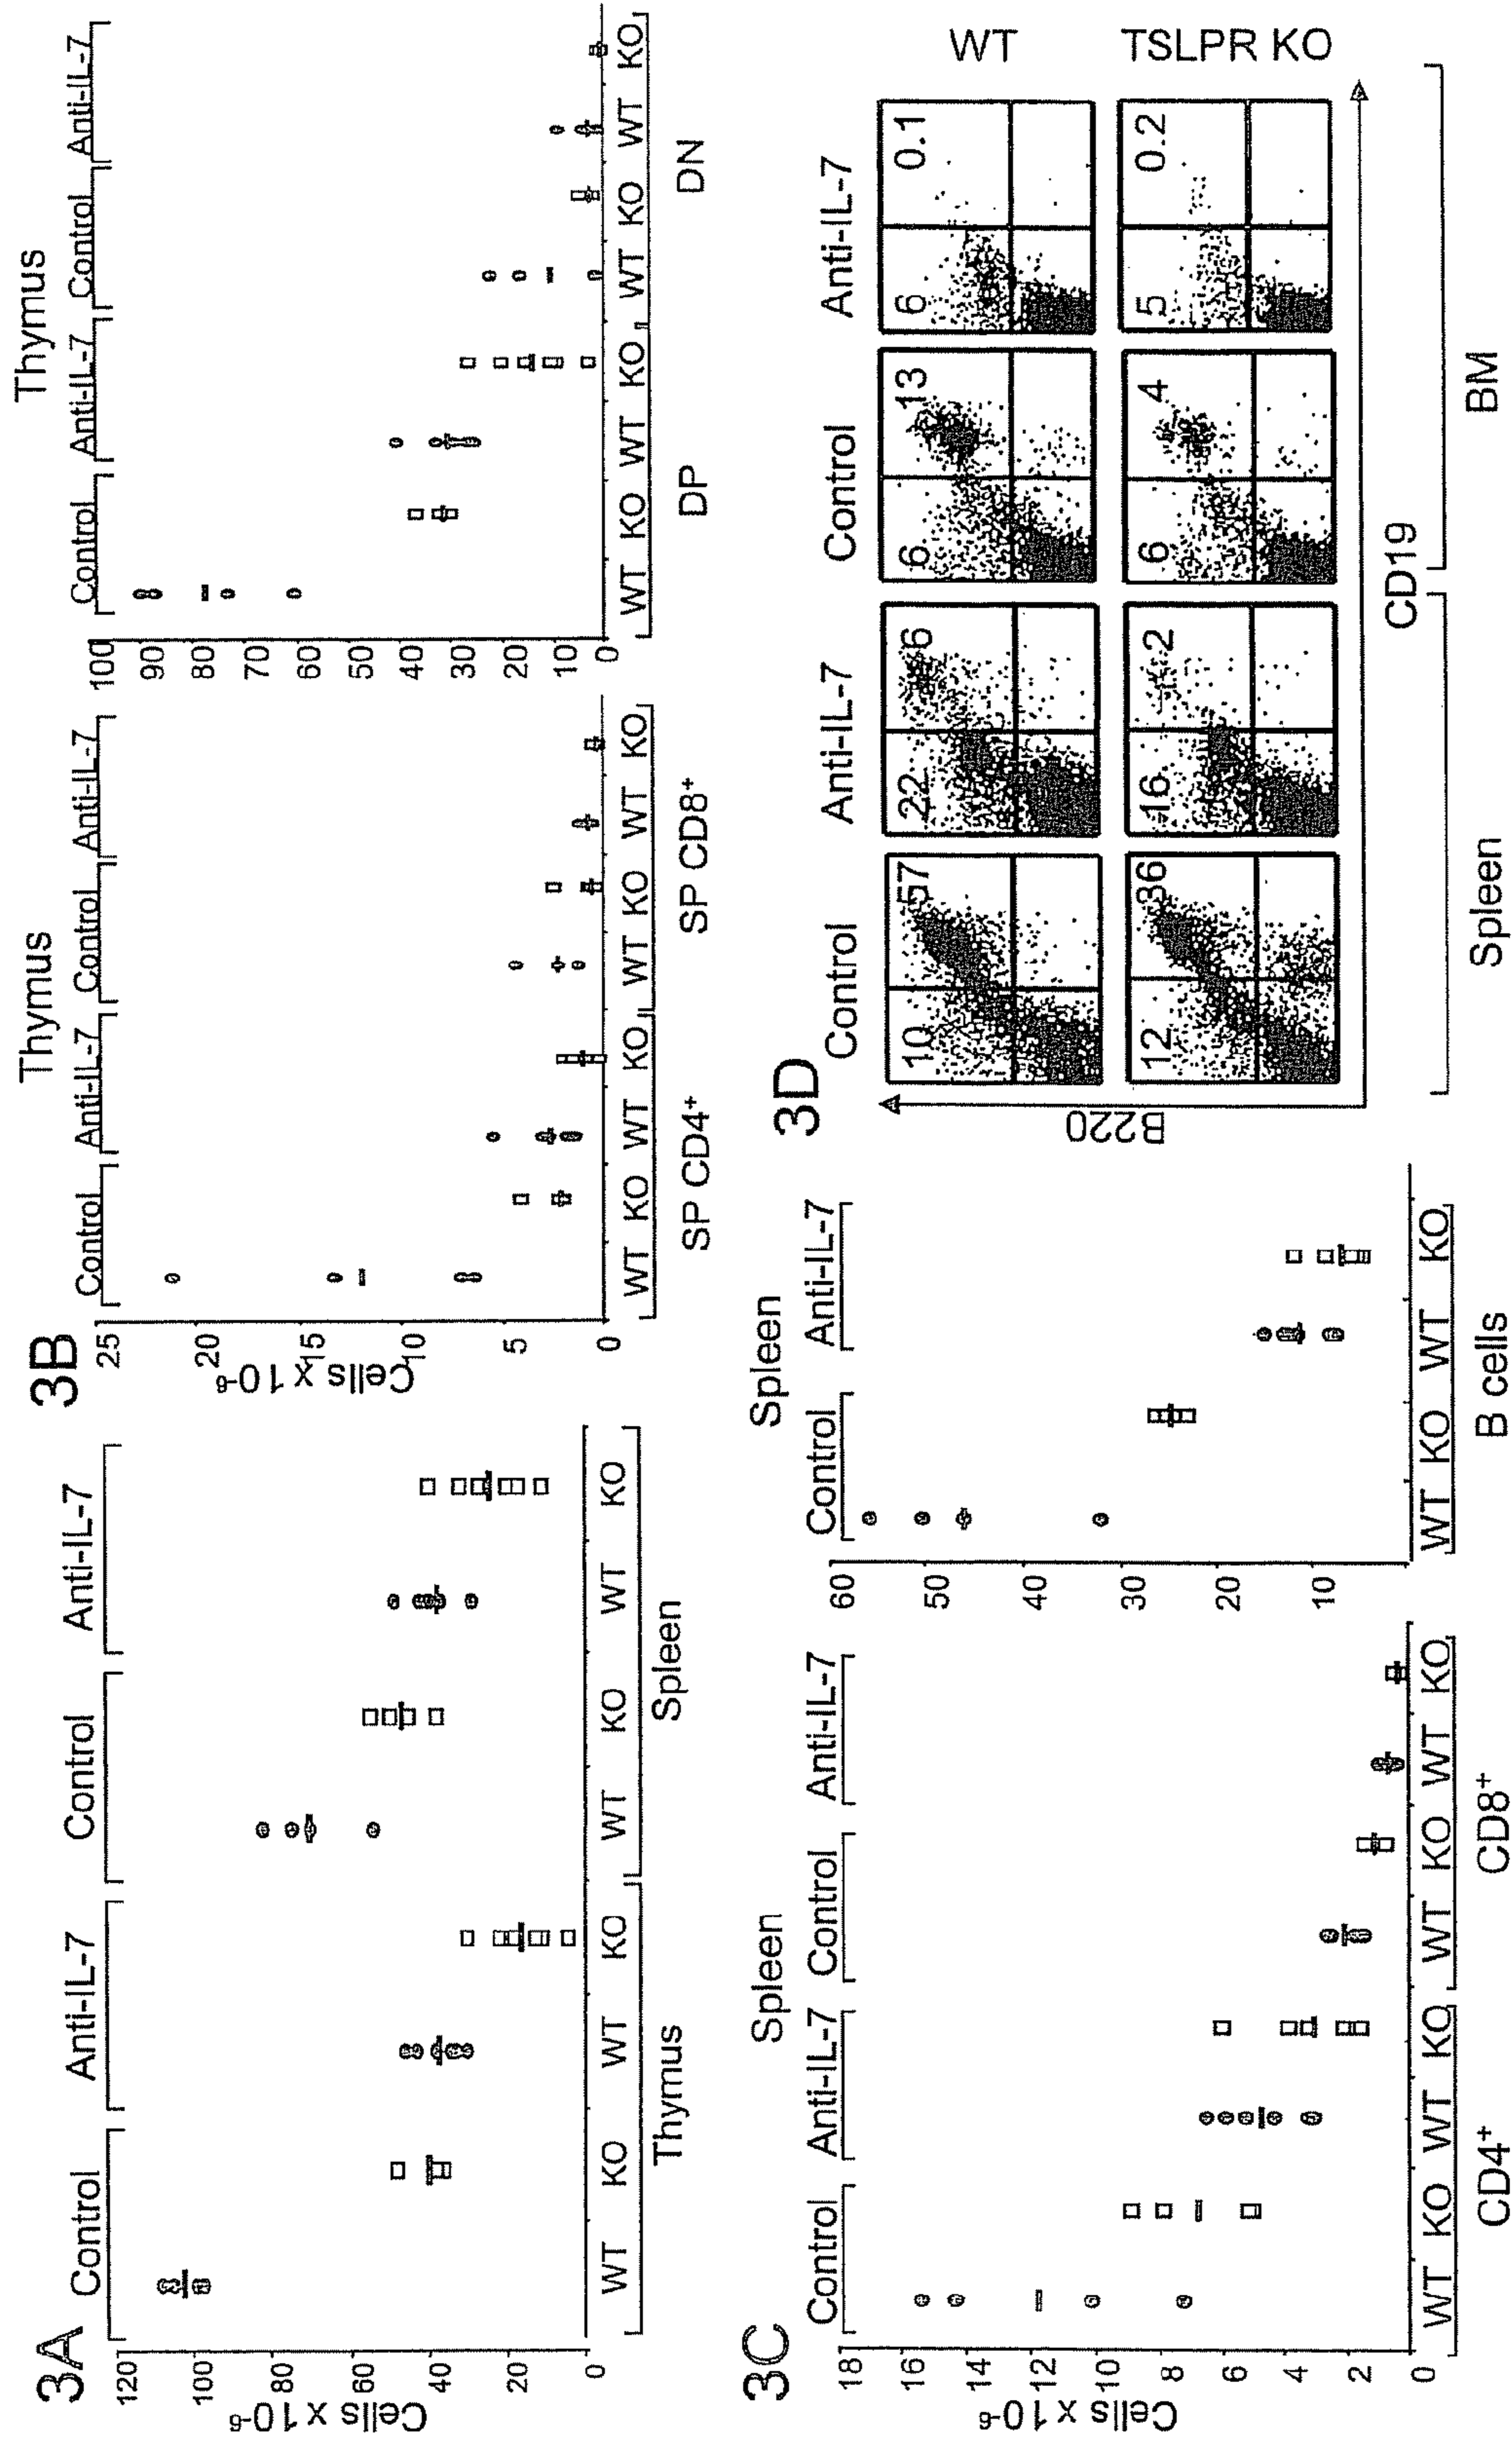 3A
Control Anti-IL-7 Control Anti-IL-7
Cells x 10-6
120
100
80
60
40
20
0
WT KO WT KO WT KO WT KO
Thymus Spleen
3B
Thymus
Control Anti-IL-7 Control Anti-IL-7
Cells x 10-6
25
20
15
10
5
0
WT KO WT KO WT KO WT KO
SP CD4+ SP CD8+
Thymus
Control Anti-IL-7 Control Anti-IL-7
100
90
80
70
60
50
40
30
20
10
0
WT KO WT KO WT KO WT KO
DP DN
3C
Spleen
Control Anti-IL-7 Control Anti-IL-7
Cells x 10-6
18
16
14
12
10
8
6
4
2
0
WT KO WT KO WT KO WT KO
CD4+ CD8+
Spleen
Control Anti-IL-7
60
50
40
30
20
10
WT KO WT KO
B cells
3D
Control Anti-IL-7 Control Anti-IL-7
10 57 22 6 6 13 6 0.1
WT
12 36 16 2 6 4 5 0.2
TSLPR KO
B220
CD19
Spleen BM